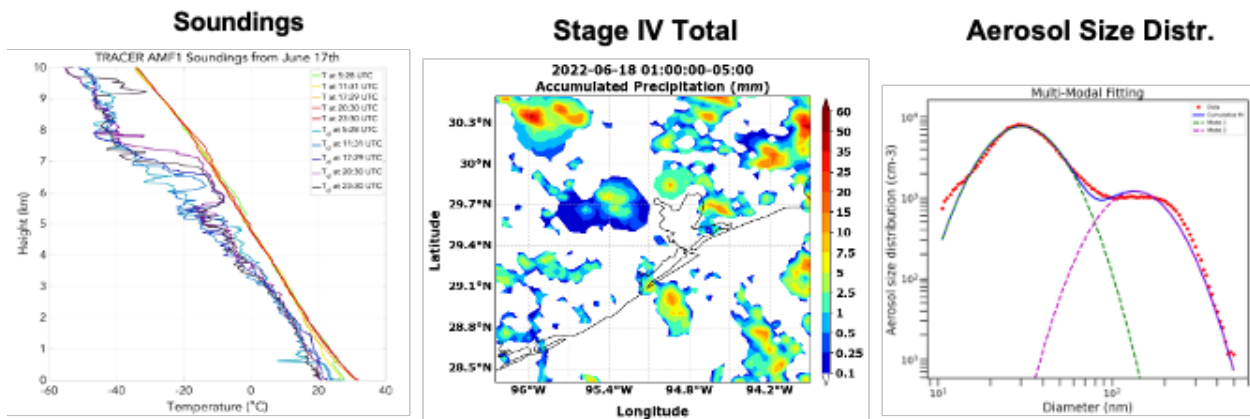 Soundings
Stage IV Total
Aerosol Size Distr.
TRACER AMF1 Soundings from June 17th
10
9
8
7
6
5
4
3
2
1
0
Height (km)
T at 5:28 UTC
T at 11:31 UTC
T at 17:29 UTC
T at 20:30 UTC
T at 23:30 UTC
Td at 5:28 UTC
Td at 11:31 UTC
Td at 17:29 UTC
Td at 20:30 UTC
Td at 23:30 UTC
-60 -40 -20 0 20 40
Temperature (°C)
2022-06-18 01:00:00-05:00
Accumulated Precipitation (mm)
30.3°N
30°N
29.7°N
29.4°N
29.1°N
28.8°N
28.5°N
Latitude
96°W 95.4°W 94.8°W 94.2°W
Longitude
60
50
35
25
20
15
10
7
5
2.5
1
0.5
0.25
0.1
Multi-Modal Fitting
Data
Cumulative fit
Mode 1
Mode 2
10⁴
10³
10²
10¹
Aerosol size distribution (cm-3)
10¹ 10²
Diameter (nm)